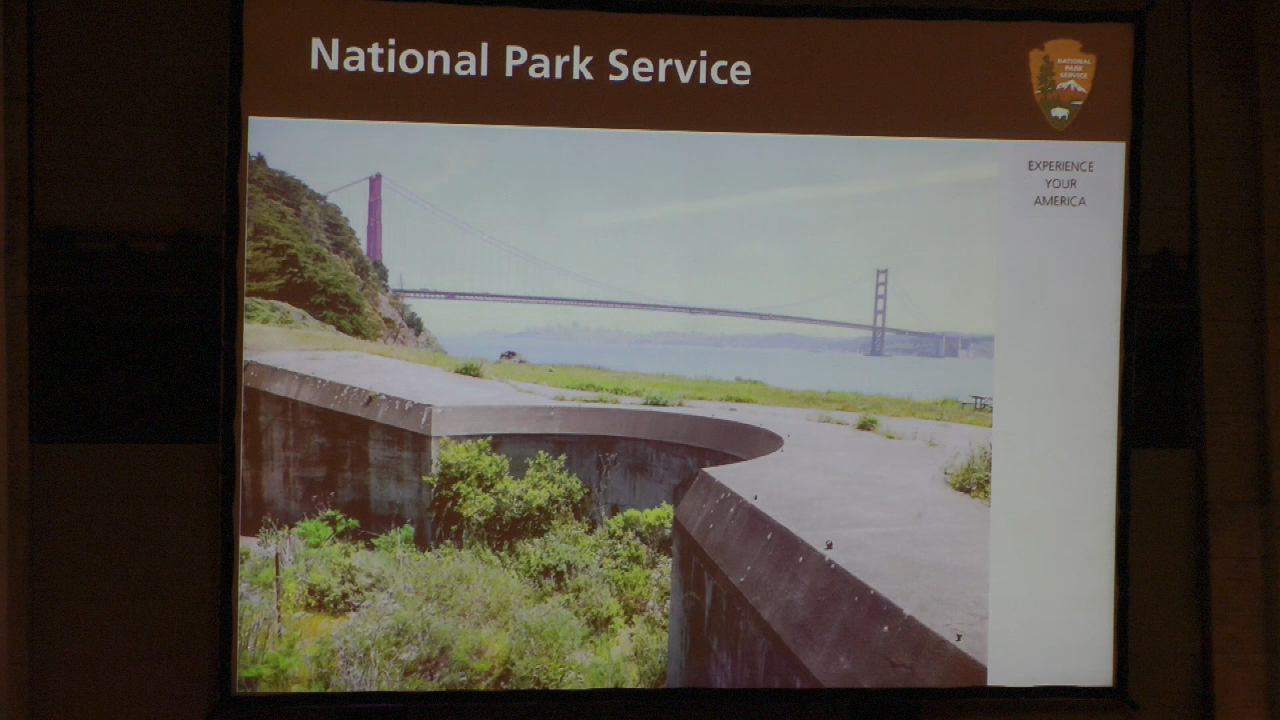 National Park Service
NATIONAL
PARK
SERVICE
EXPERIENCE
YOUR
AMERICA